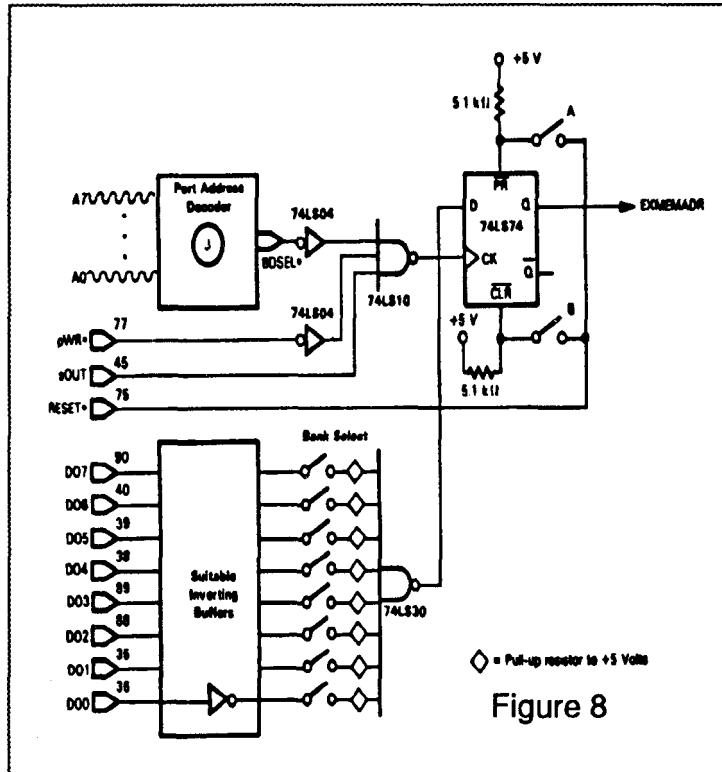 +5 V
5.1 kΩ
A
PR
Port Address
Decoder
J
A7
A0
74LS04
BDSEL*
74LS10
D
Q
74LS74
CK
Q
CLR
EXMEMADR
74LS04
77
pWR*
45
sOUT
75
RESET*
+5 V
5.1 kΩ
B
Bank Select
DO7
90
DO6
40
DO5
39
DO4
38
DO3
89
DO2
88
DO1
35
DO0
36
Suitable
Inverting
Buffers
74LS30
= Pull-up resistor to +5 Volts
Figure 8